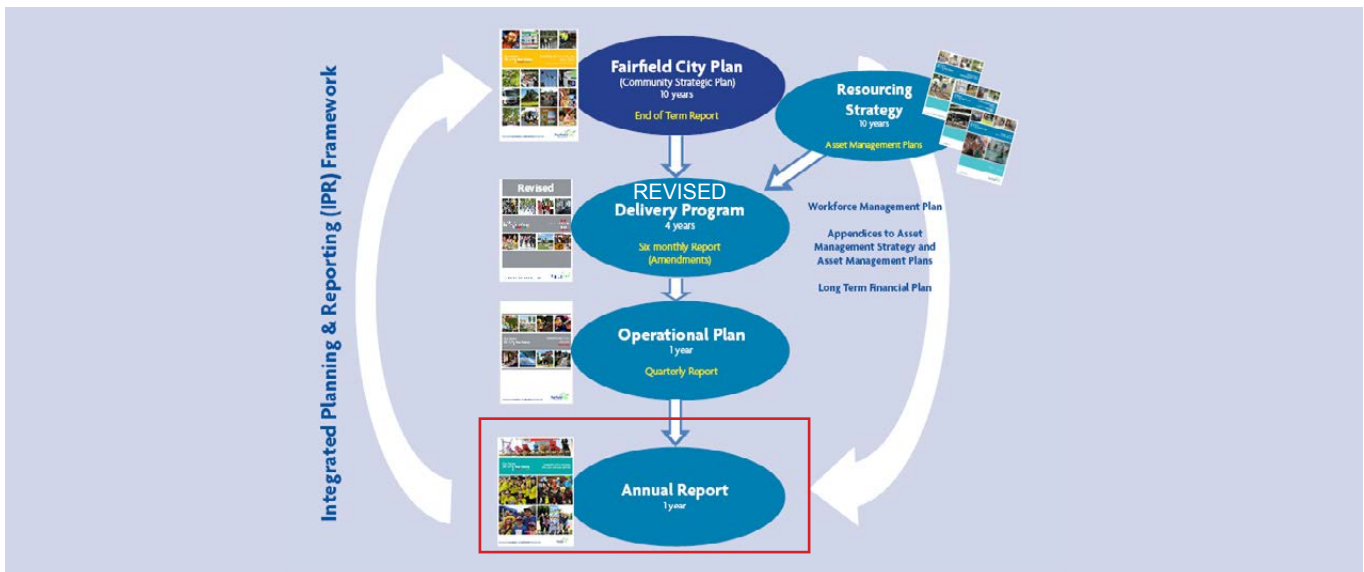 Integrated Planning & Reporting (IPR) Framework
Fairfield City Plan
(Community Strategic Plan)
10 years
End of Term Report
Resourcing
Strategy
10 years
Asset Management Plans
Revised
REVISED
Delivery Program
4 years
Six monthly Report
(Amendments)
Workforce Management Plan
Appendices to Asset
Management Strategy and
Asset Management Plans
Long Term Financial Plan
Operational Plan
1 year
Quarterly Report
Annual Report
1 year